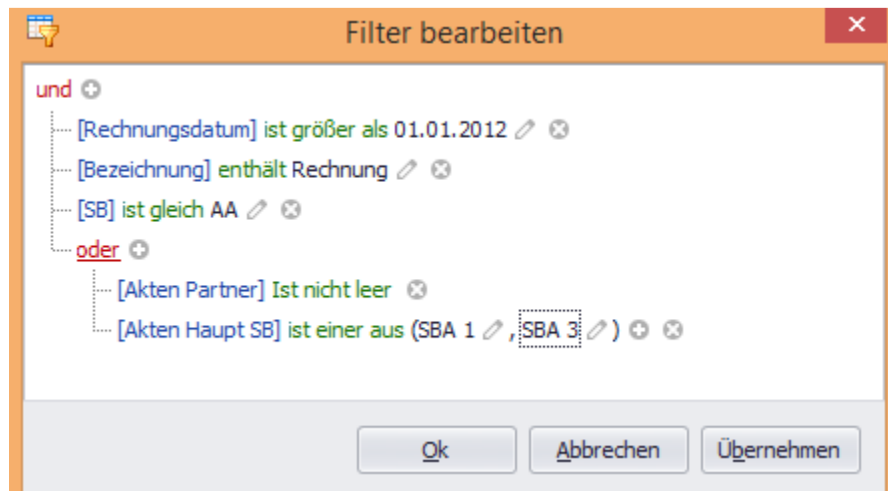 Filter bearbeiten
und
[Rechnungsdatum] ist größer als 01.01.2012
[Bezeichnung] enthält Rechnung
[SB] ist gleich AA
oder
[Akten Partner] Ist nicht leer
[Akten Haupt SB] ist einer aus (SBA 1 , SBA 3 )
Ok Abbrechen Übernehmen